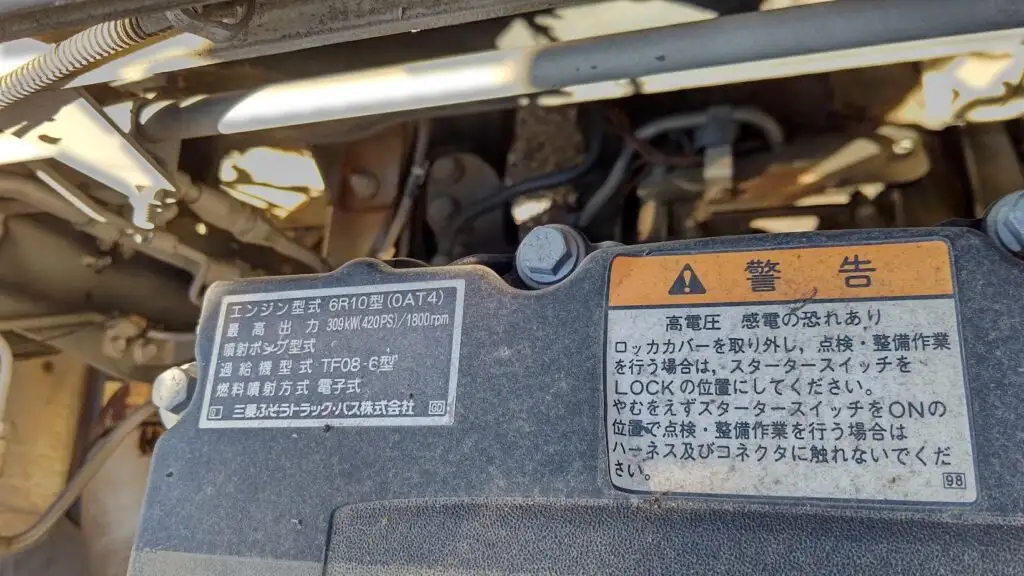 エンジン型式 6R10型(0AT4)
最高出力 309kW(420PS)/1800rpm
噴射ポンプ型式
過給機型式 TF08-6型
燃料噴射方式 電子式
三菱ふそうトラック・バス株式会社
警告
高電圧 感電の恐れあり
ロッカカバーを取り外し,点検・整備作業
を行う場合は,スタータースイッチを
LOCKの位置にしてください。
やむをえずスタータースイッチをONの
位置で点検・整備作業を行う場合は
ハーネス及びコネクタに触れないでくだ
さい。
98